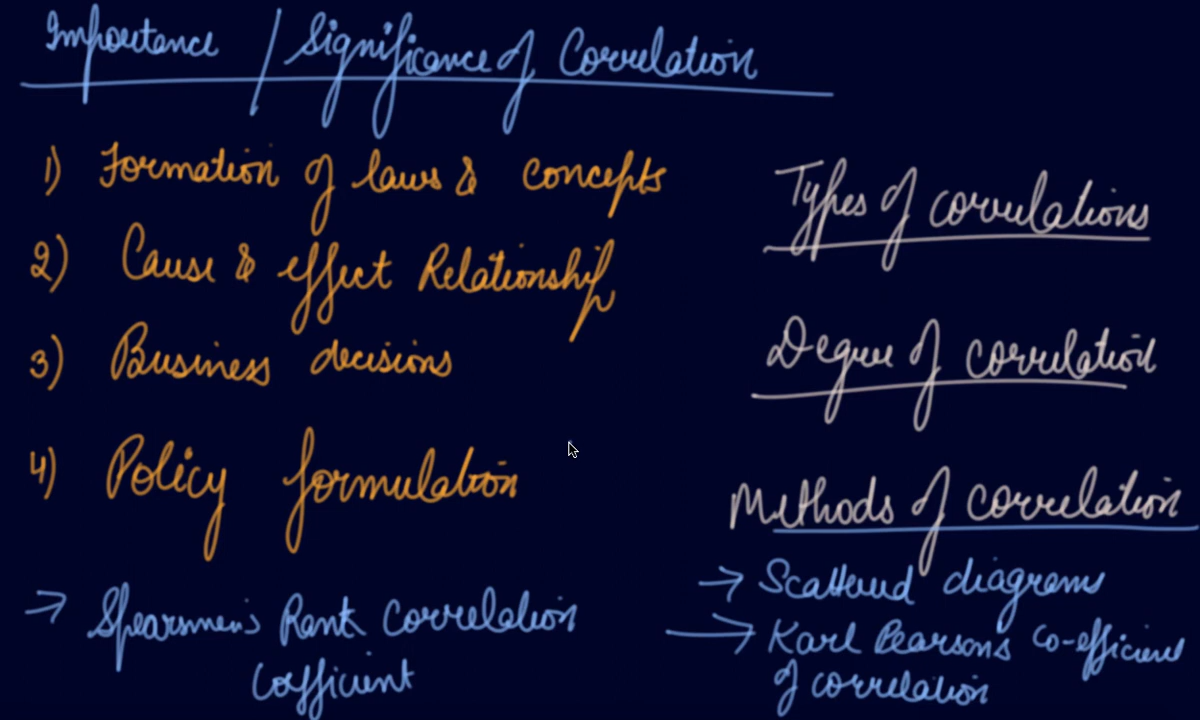 Importance / Significance of Correlation
1) Formation of laws & concepts
2) Cause & effect Relationship
3) Business decisions
4) Policy formulation
→ Spearmen's Rank Correlation
Coefficient
Types of correlations
Degree of correlation
Methods of correlation
→ Scattered diagrams
→ Karl Pearsons co-efficient
of correlation